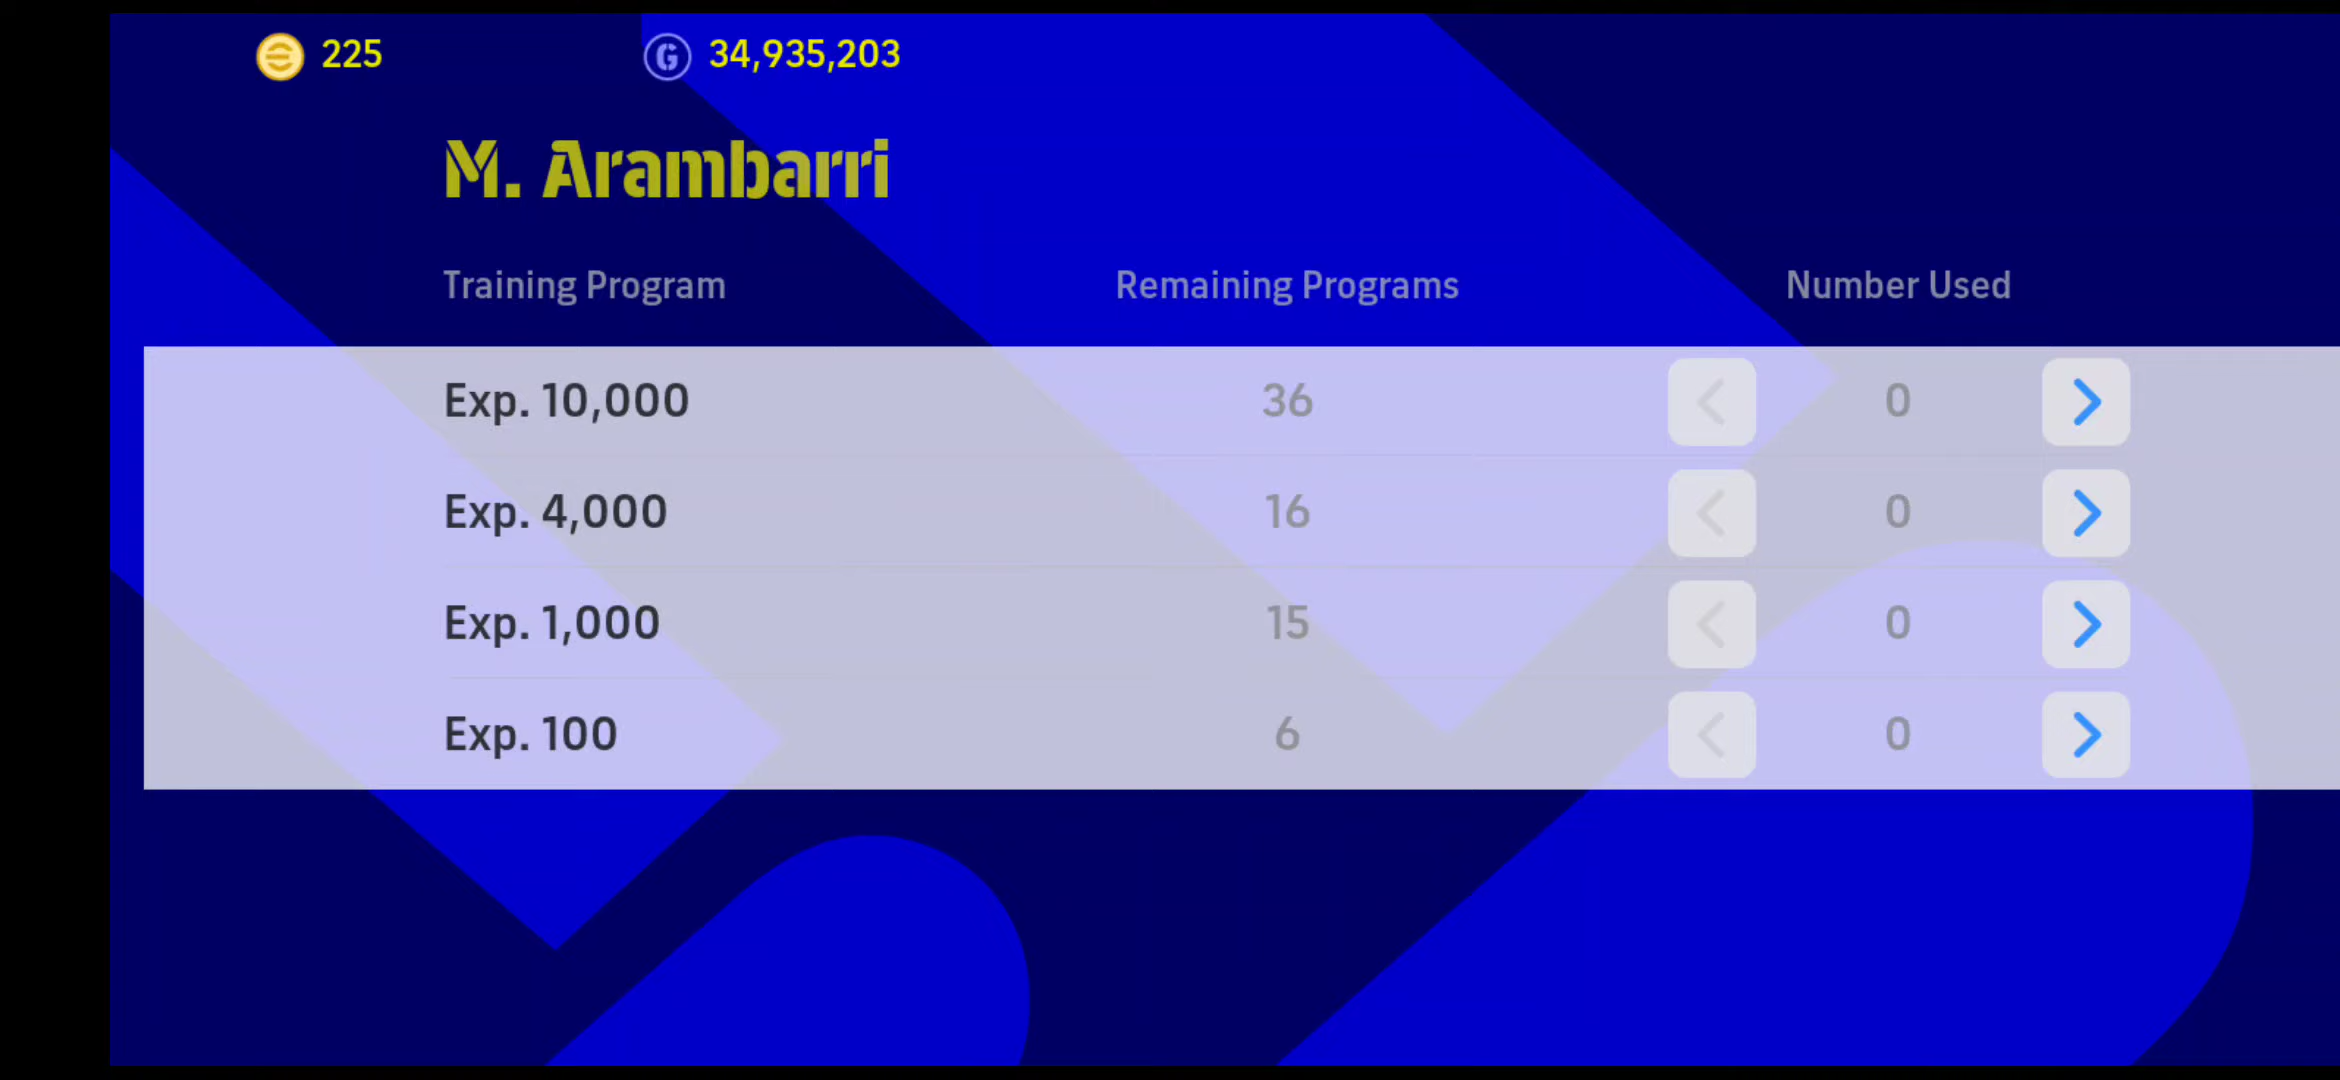 225 34,935,203
M. Arambarri
Training Program Remaining Programs Number Used
Exp. 10,000 36 0
Exp. 4,000 16 0
Exp. 1,000 15 0
Exp. 100 6 0